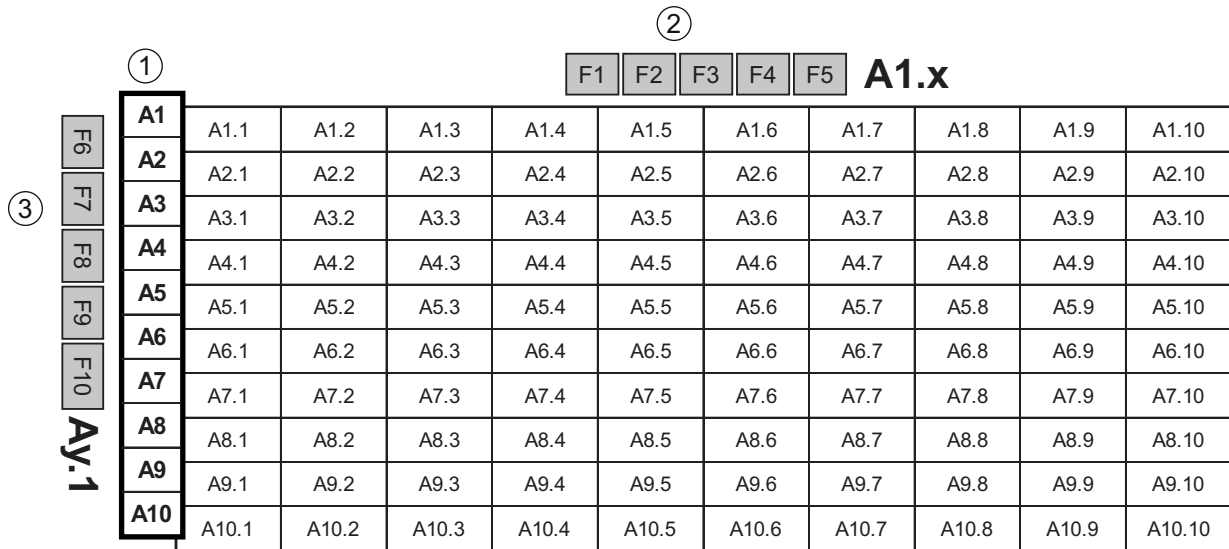 ②
①
F1 F2 F3 F4 F5 A1.x
A1 A1.1 A1.2 A1.3 A1.4 A1.5 A1.6 A1.7 A1.8 A1.9 A1.10
A2 A2.1 A2.2 A2.3 A2.4 A2.5 A2.6 A2.7 A2.8 A2.9 A2.10
A3 A3.1 A3.2 A3.3 A3.4 A3.5 A3.6 A3.7 A3.8 A3.9 A3.10
A4 A4.1 A4.2 A4.3 A4.4 A4.5 A4.6 A4.7 A4.8 A4.9 A4.10
A5 A5.1 A5.2 A5.3 A5.4 A5.5 A5.6 A5.7 A5.8 A5.9 A5.10
A6 A6.1 A6.2 A6.3 A6.4 A6.5 A6.6 A6.7 A6.8 A6.9 A6.10
A7 A7.1 A7.2 A7.3 A7.4 A7.5 A7.6 A7.7 A7.8 A7.9 A7.10
A8 A8.1 A8.2 A8.3 A8.4 A8.5 A8.6 A8.7 A8.8 A8.9 A8.10
A9 A9.1 A9.2 A9.3 A9.4 A9.5 A9.6 A9.7 A9.8 A9.9 A9.10
A10 A10.1 A10.2 A10.3 A10.4 A10.5 A10.6 A10.7 A10.8 A10.9 A10.10
③
F6 F7 F8 F9 F10 Ay.1